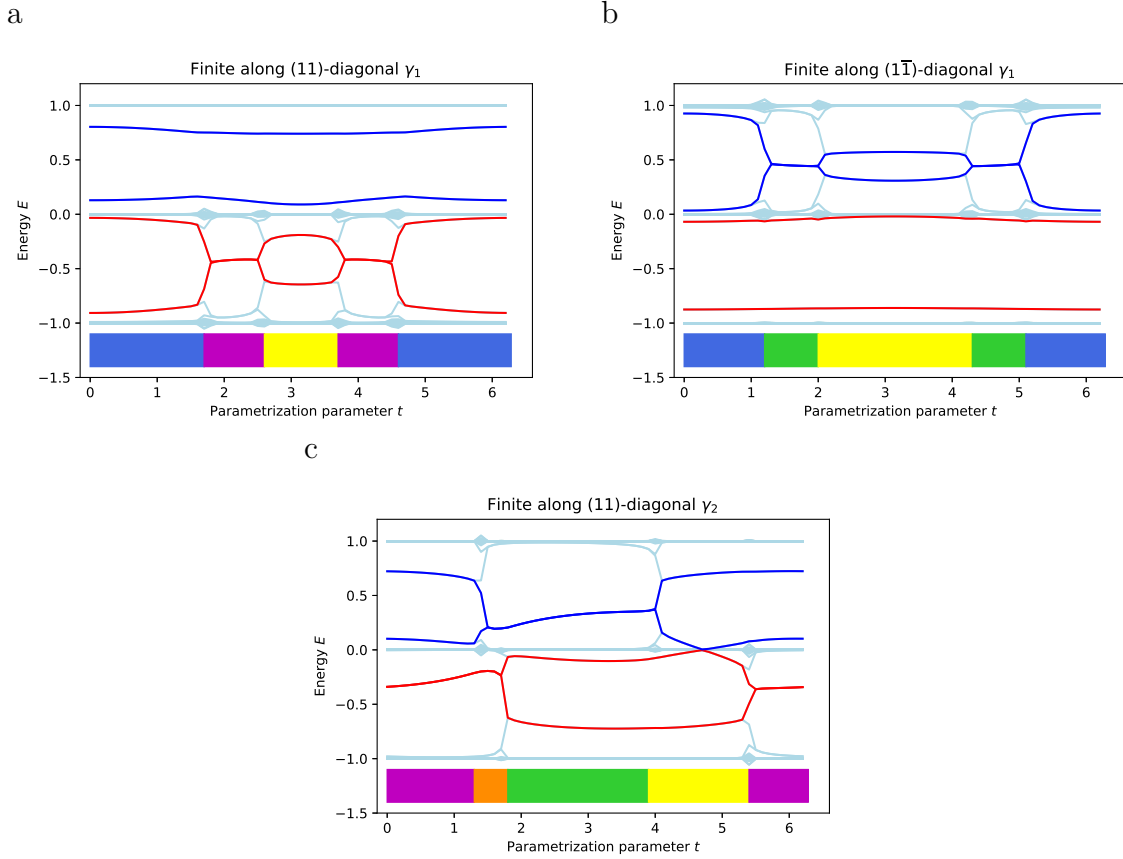 a
Finite along (11)-diagonal γ₁
1.0
0.5
0.0
−0.5
−1.0
−1.5
Energy E
0 1 2 3 4 5 6
Parametrization parameter t
b
Finite along (11̅)-diagonal γ₁
1.0
0.5
0.0
−0.5
−1.0
−1.5
Energy E
0 1 2 3 4 5 6
Parametrization parameter t
c
Finite along (11)-diagonal γ₂
1.0
0.5
0.0
−0.5
−1.0
−1.5
Energy E
0 1 2 3 4 5 6
Parametrization parameter t